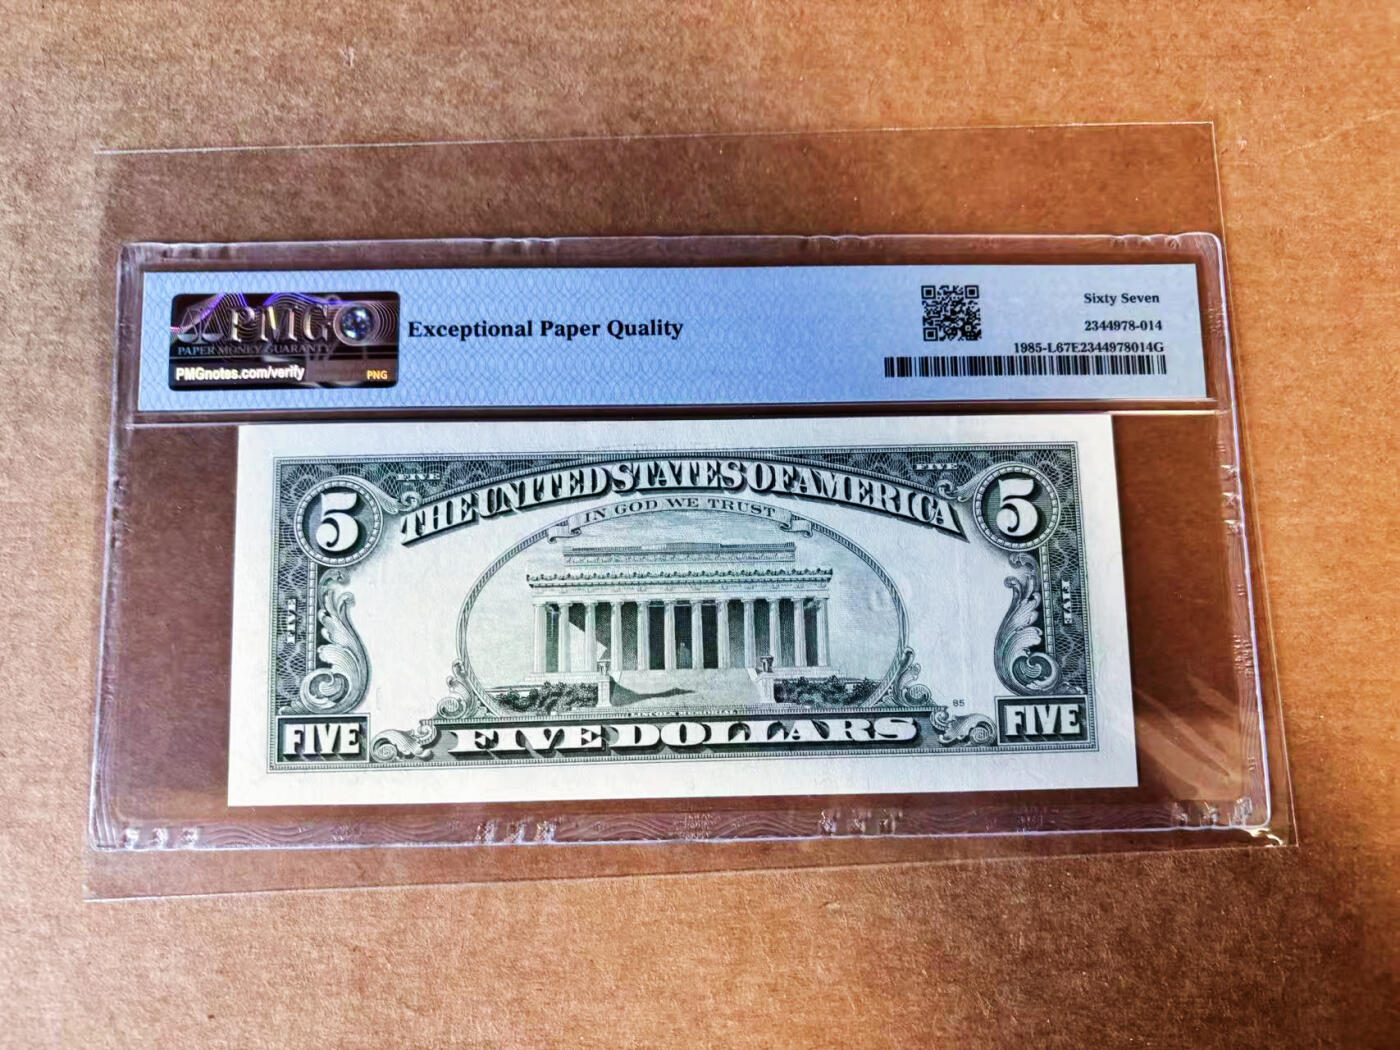 PMG
PAPER MONEY GUARANTY
PMGnotes.com/verify
PNG
Exceptional Paper Quality
Sixty Seven
2344978-014
1985-L67E2344978014G
FIVE
FIVE
5
THE UNITED STATES OF AMERICA
5
IN GOD WE TRUST
FIVE
FIVE
85
FIVE
FIVE DOLLARS
FIVE